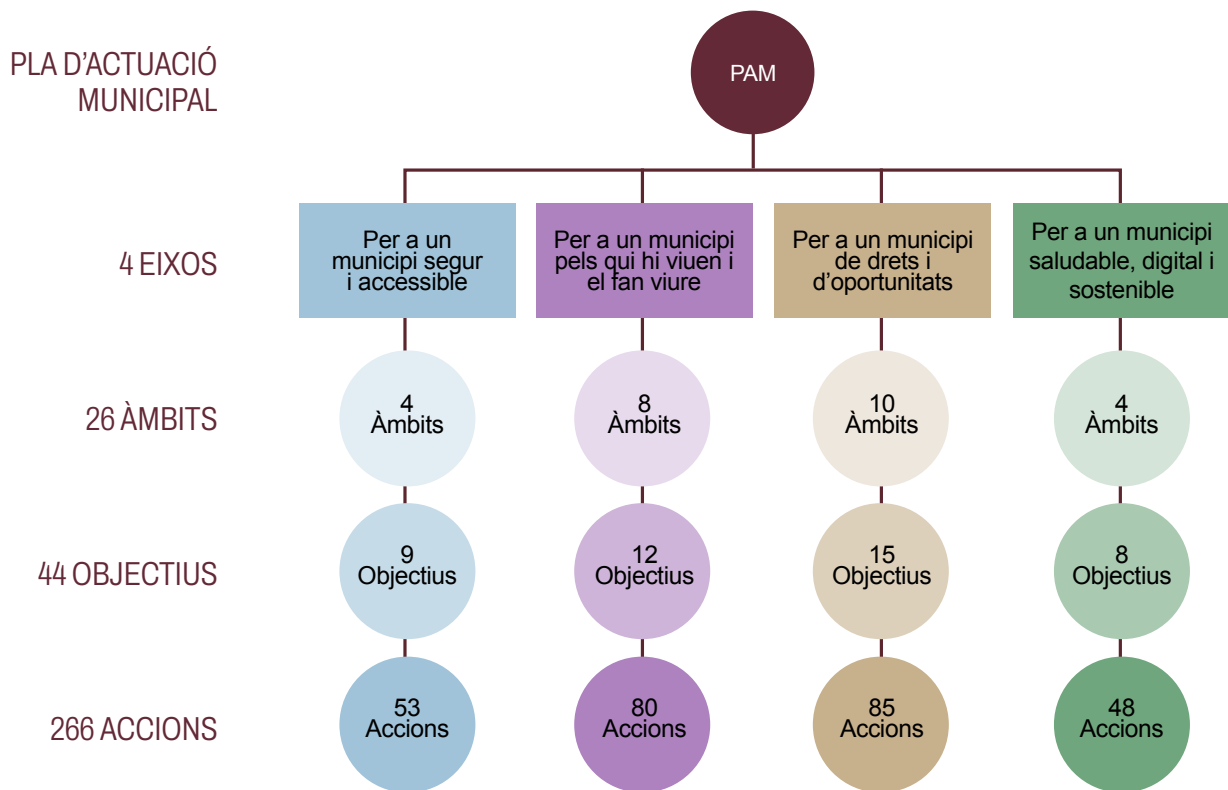 PLA D’ACTUACIÓ
MUNICIPAL
PAM
4 EIXOS
Per a un
municipi segur
i accessible
Per a un municipi
pels qui hi viuen i
el fan viure
Per a un municipi
de drets i
d’oportunitats
Per a un municipi
saludable, digital i
sostenible
26 ÀMBITS
4
Àmbits
8
Àmbits
10
Àmbits
4
Àmbits
44 OBJECTIUS
9
Objectius
12
Objectius
15
Objectius
8
Objectius
266 ACCIONS
53
Accions
80
Accions
85
Accions
48
Accions